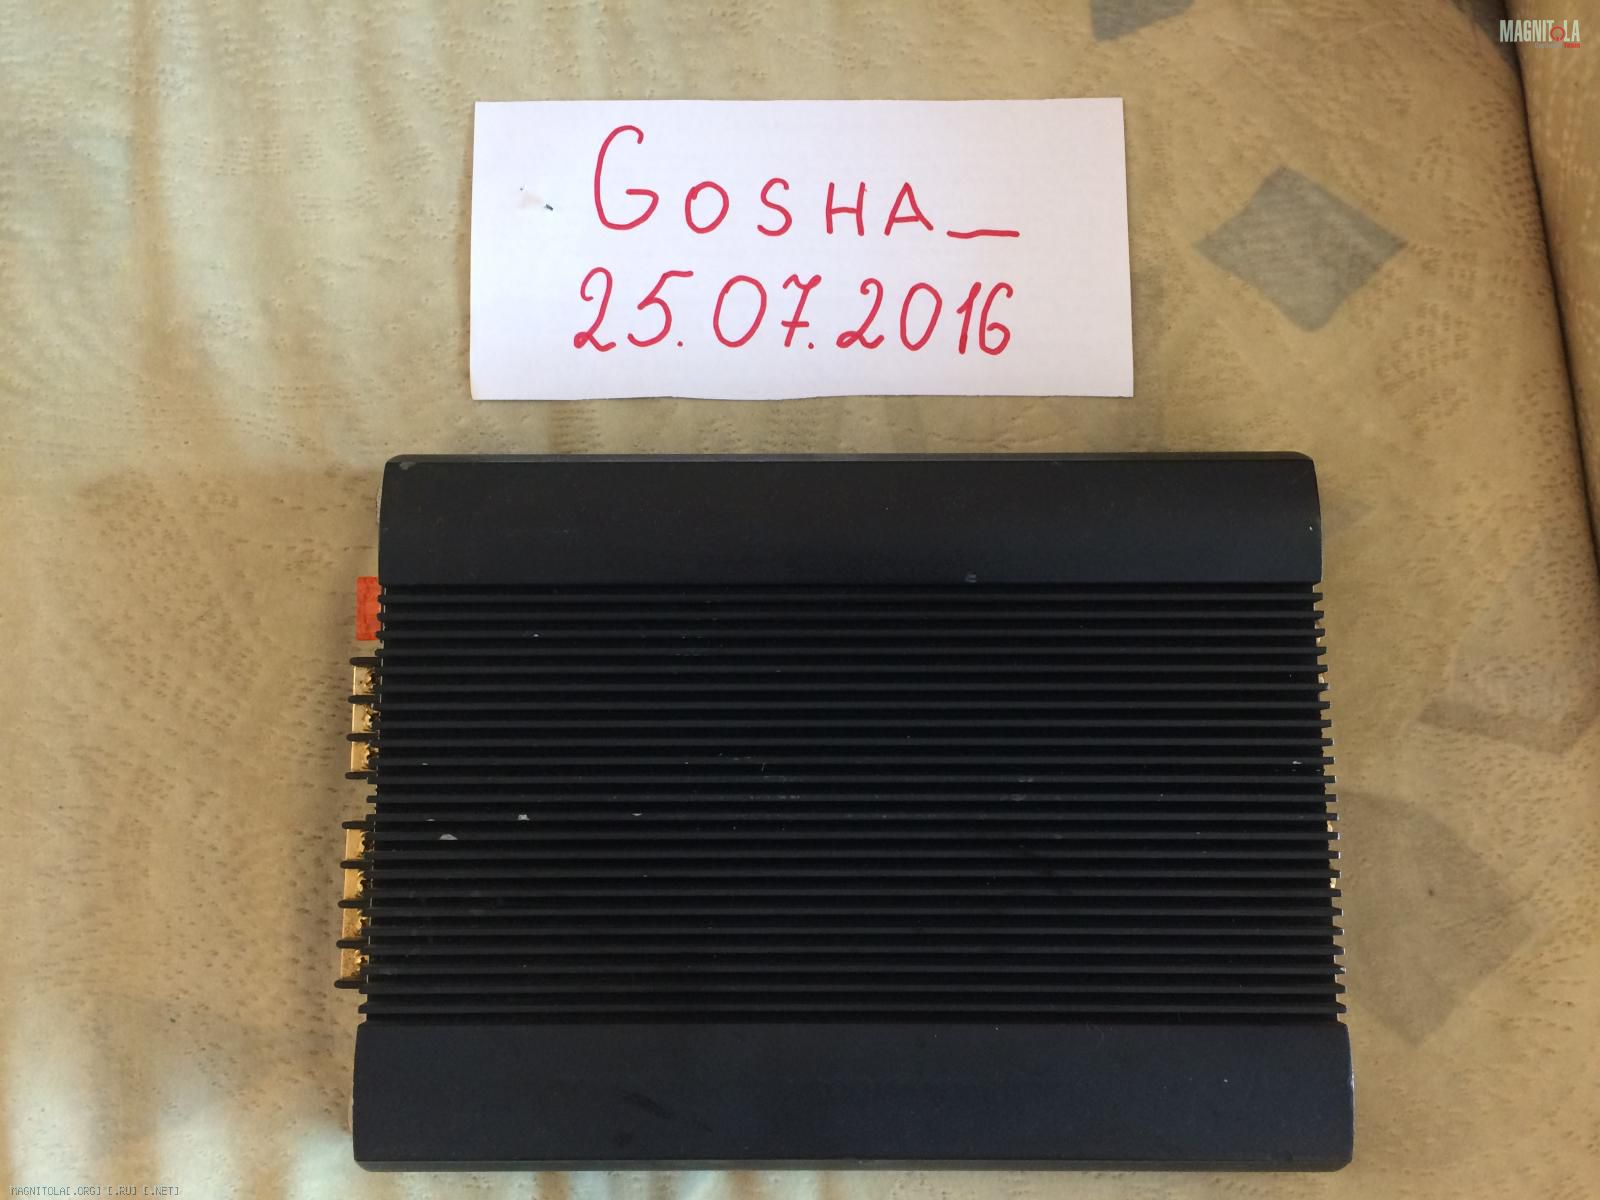 MAGNITOLA
GOSHA_
25.07.2016
MAGNITOLA[.ORG] [.RU] [.NET]